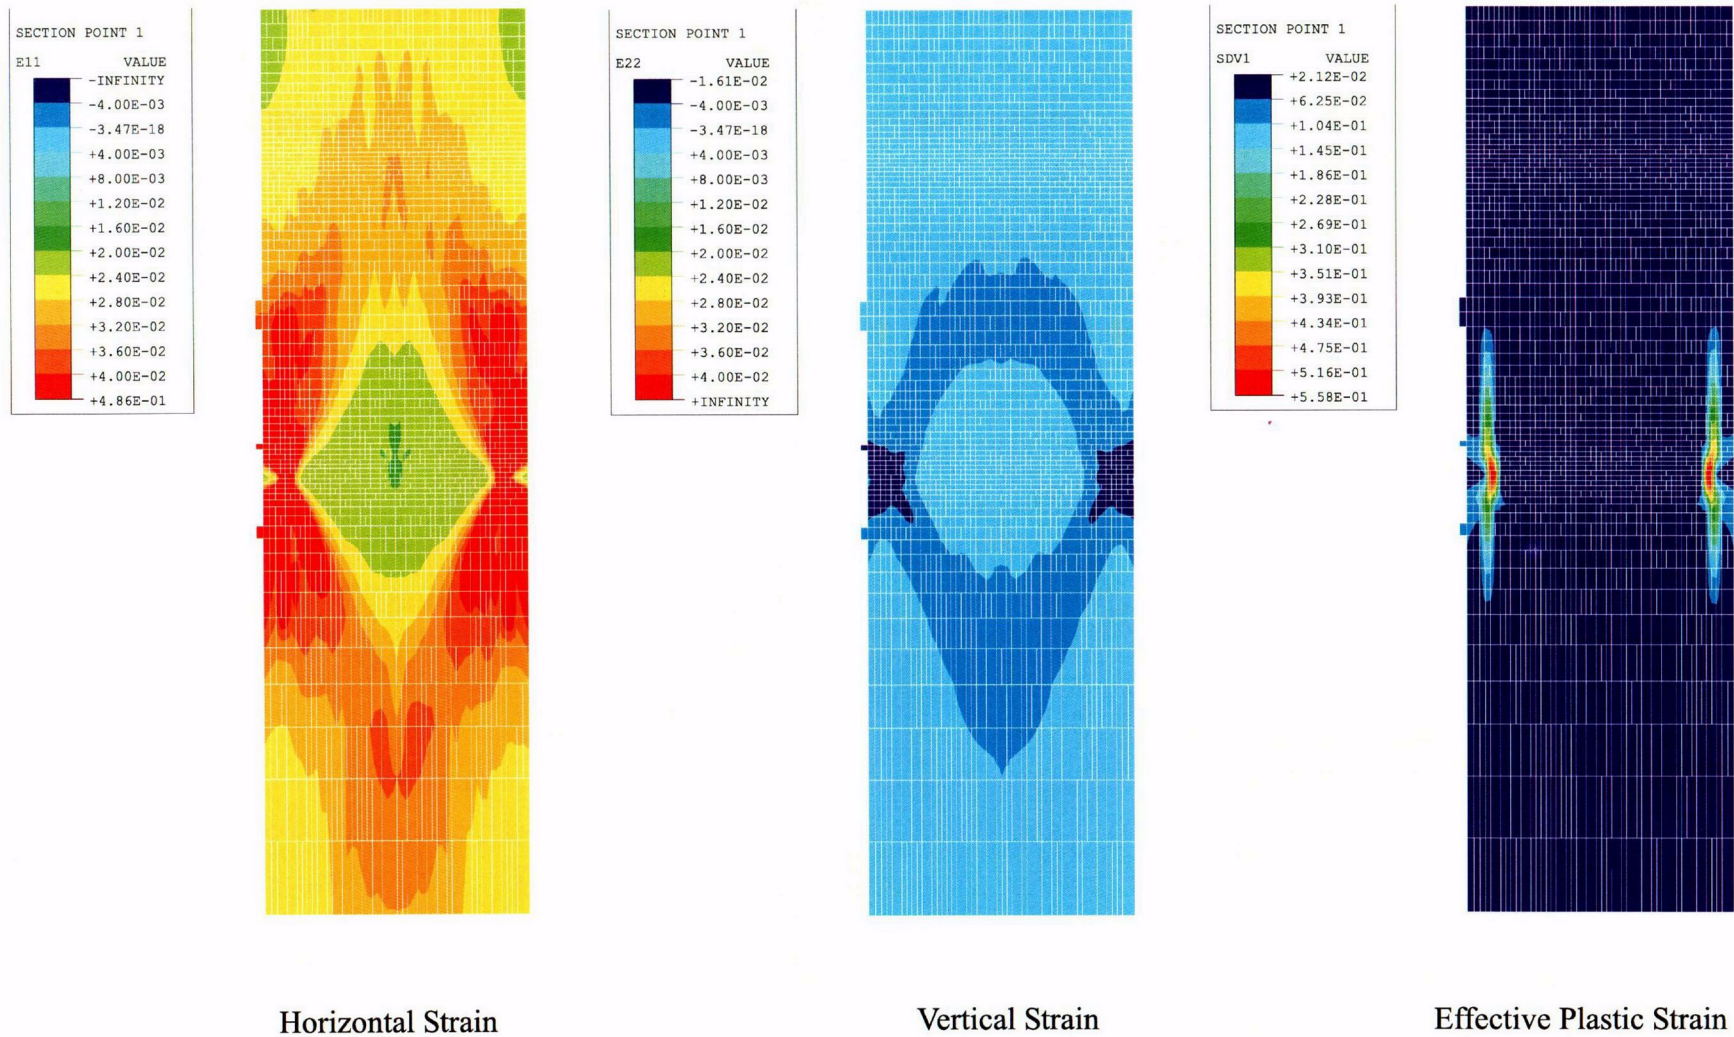 SECTION POINT 1
E11 VALUE
-INFINITY
-4.00E-03
-3.47E-18
+4.00E-03
+8.00E-03
+1.20E-02
+1.60E-02
+2.00E-02
+2.40E-02
+2.80E-02
+3.20E-02
+3.60E-02
+4.00E-02
+4.86E-01
SECTION POINT 1
E22 VALUE
-1.61E-02
-4.00E-03
-3.47E-18
+4.00E-03
+8.00E-03
+1.20E-02
+1.60E-02
+2.00E-02
+2.40E-02
+2.80E-02
+3.20E-02
+3.60E-02
+4.00E-02
+INFINITY
SECTION POINT 1
SDV1 VALUE
+2.12E-02
+6.25E-02
+1.04E-01
+1.45E-01
+1.86E-01
+2.28E-01
+2.69E-01
+3.10E-01
+3.51E-01
+3.93E-01
+4.34E-01
+4.75E-01
+5.16E-01
+5.58E-01
Horizontal Strain
Vertical Strain
Effective Plastic Strain